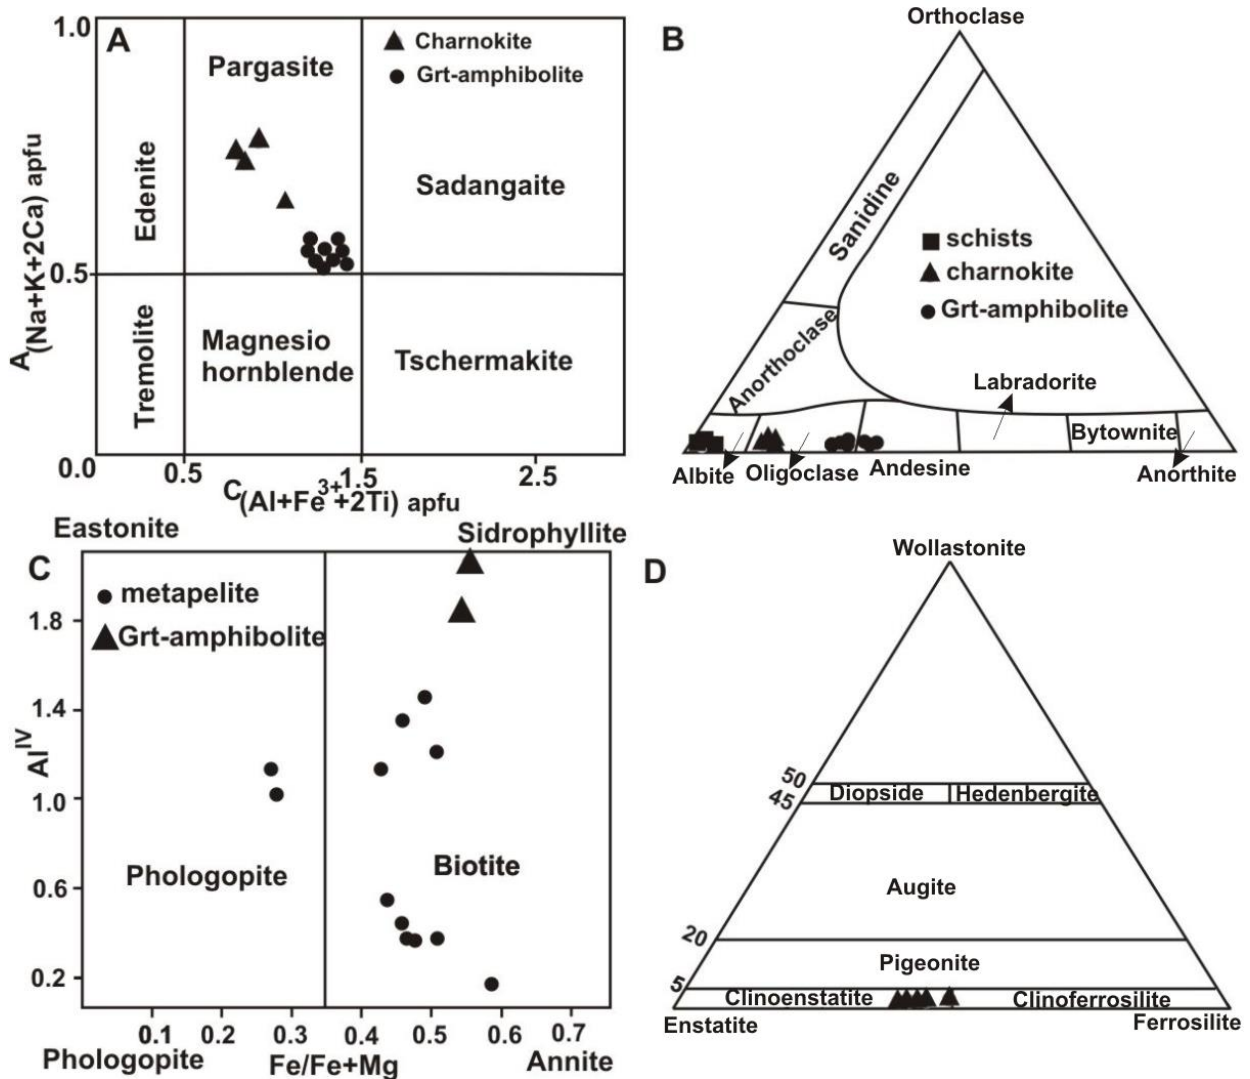 A
1.0
Pargasite
Charnokite
Grt-amphibolite
Edenite
Sadangaite
0.5
A(Na+K+2Ca) apfu
Tremolite
Magnesio
hornblende
Tschermakite
0.0
0.5
1.5
2.5
C(Al+Fe3++2Ti) apfu
B
Orthoclase
Sanidine
schists
charnokite
Grt-amphibolite
Anorthoclase
Labradorite
Bytownite
Albite
Oligoclase
Andesine
Anorthite
Eastonite
Sidrophyllite
C
metapelite
Grt-amphibolite
1.8
1.4
1.0
0.6
0.2
AlIV
Phologopite
Biotite
0.1
0.2
0.3
0.4
0.5
0.6
0.7
Phologopite
Fe/Fe+Mg
Annite
D
Wollastonite
50
45
Diopside
Hedenbergite
Augite
20
Pigeonite
5
Clinoenstatite
Clinoferrosilite
Enstatite
Ferrosilite